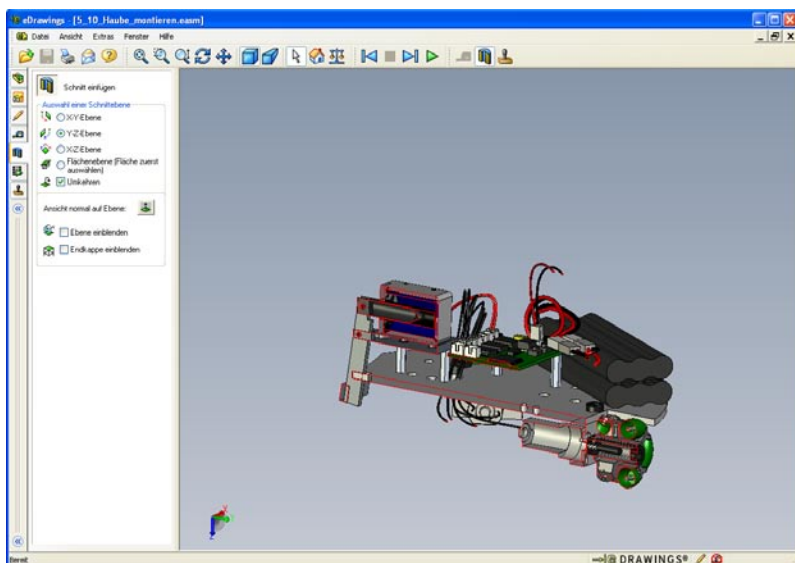 eDrawings - [5_10_Haube_montieren.easm]
Datei Ansicht Extras Fenster Hilfe
Schnitt einfügen
Auswahl einer Schnittebene
X-Y-Ebene
Y-Z-Ebene
X-Z-Ebene
Flächenebene (Fläche zuerst
auswählen)
Umkehren
Ansicht normal auf Ebene:
Ebene einblenden
Endkappe einblenden
Bereit
DRAWINGS®